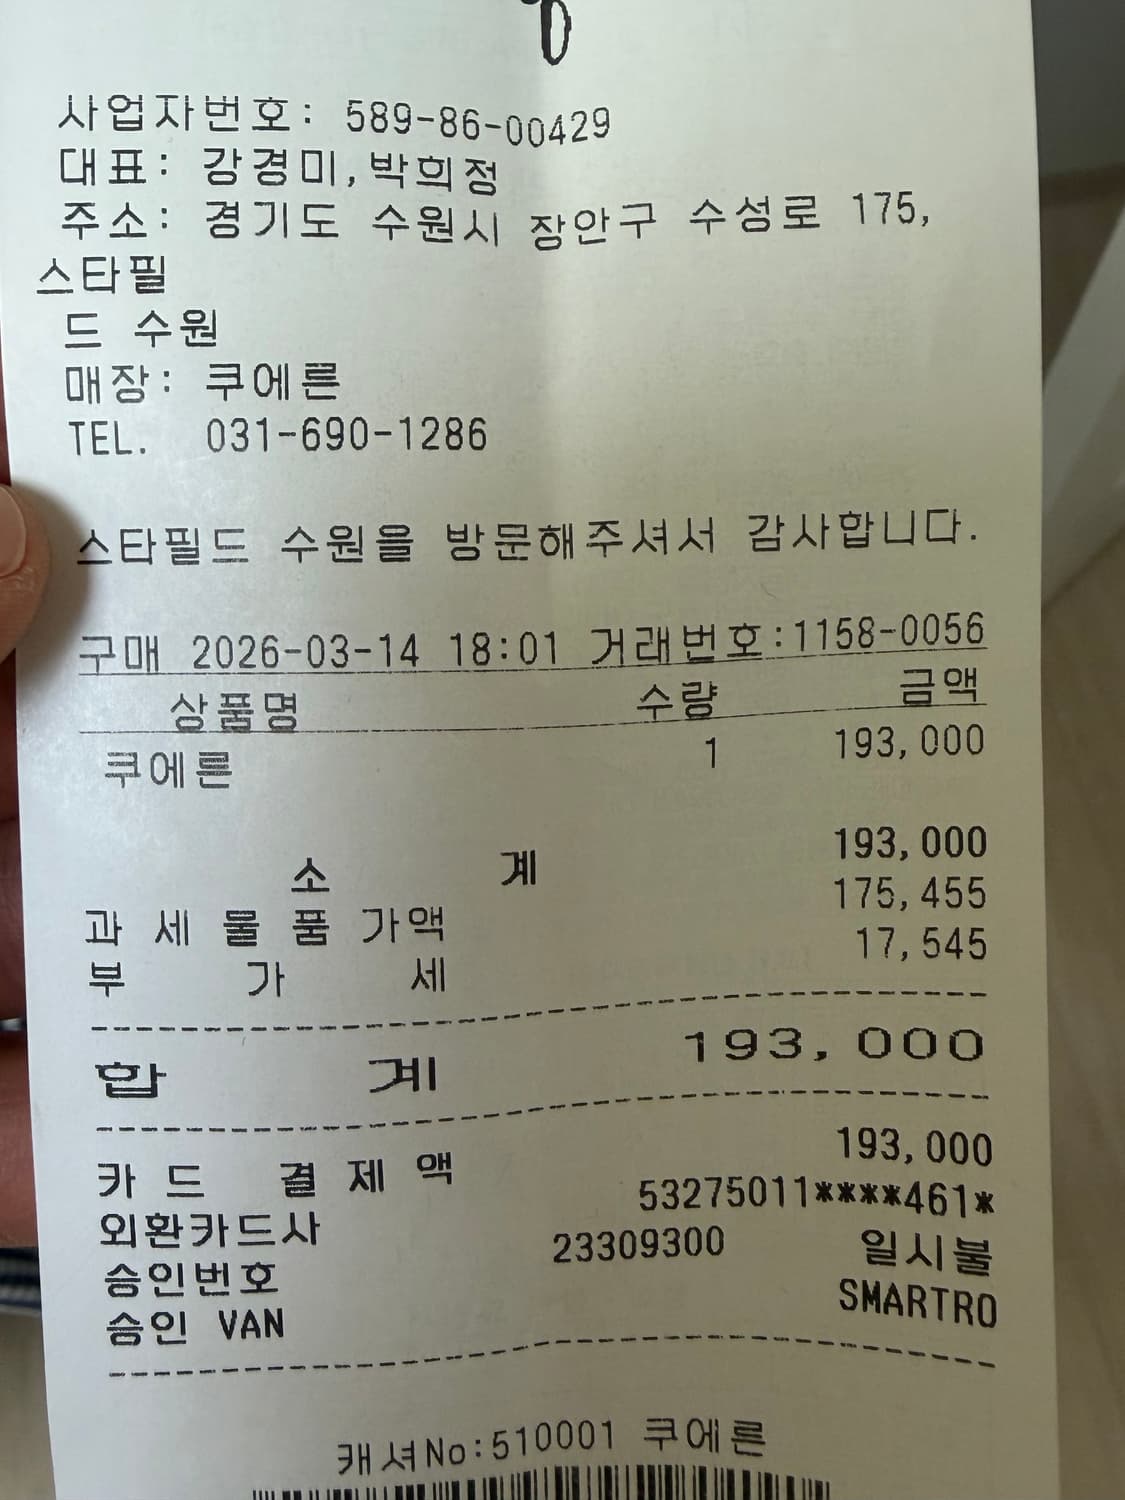 사업자번호: 589-86-00429
대표: 강경미,박희정
주소: 경기도 수원시 장안구 수성로 175,
스타필
드 수원
매장: 쿠에른
TEL. 031-690-1286
스타필드 수원을 방문해주셔서 감사합니다.
구매 2026-03-14 18:01 거래번호:1158-0056
상품명 수량 금액
쿠에른 1 193,000
소 계 193,000
과 세 물 품 가액 175,455
부 가 세 17,545
합 계 193,000
카 드 결 제 액 193,000
외환카드사 53275011****461*
승인번호 23309300 일시불
승인 VAN SMARTRO
캐셔No:510001 쿠에른